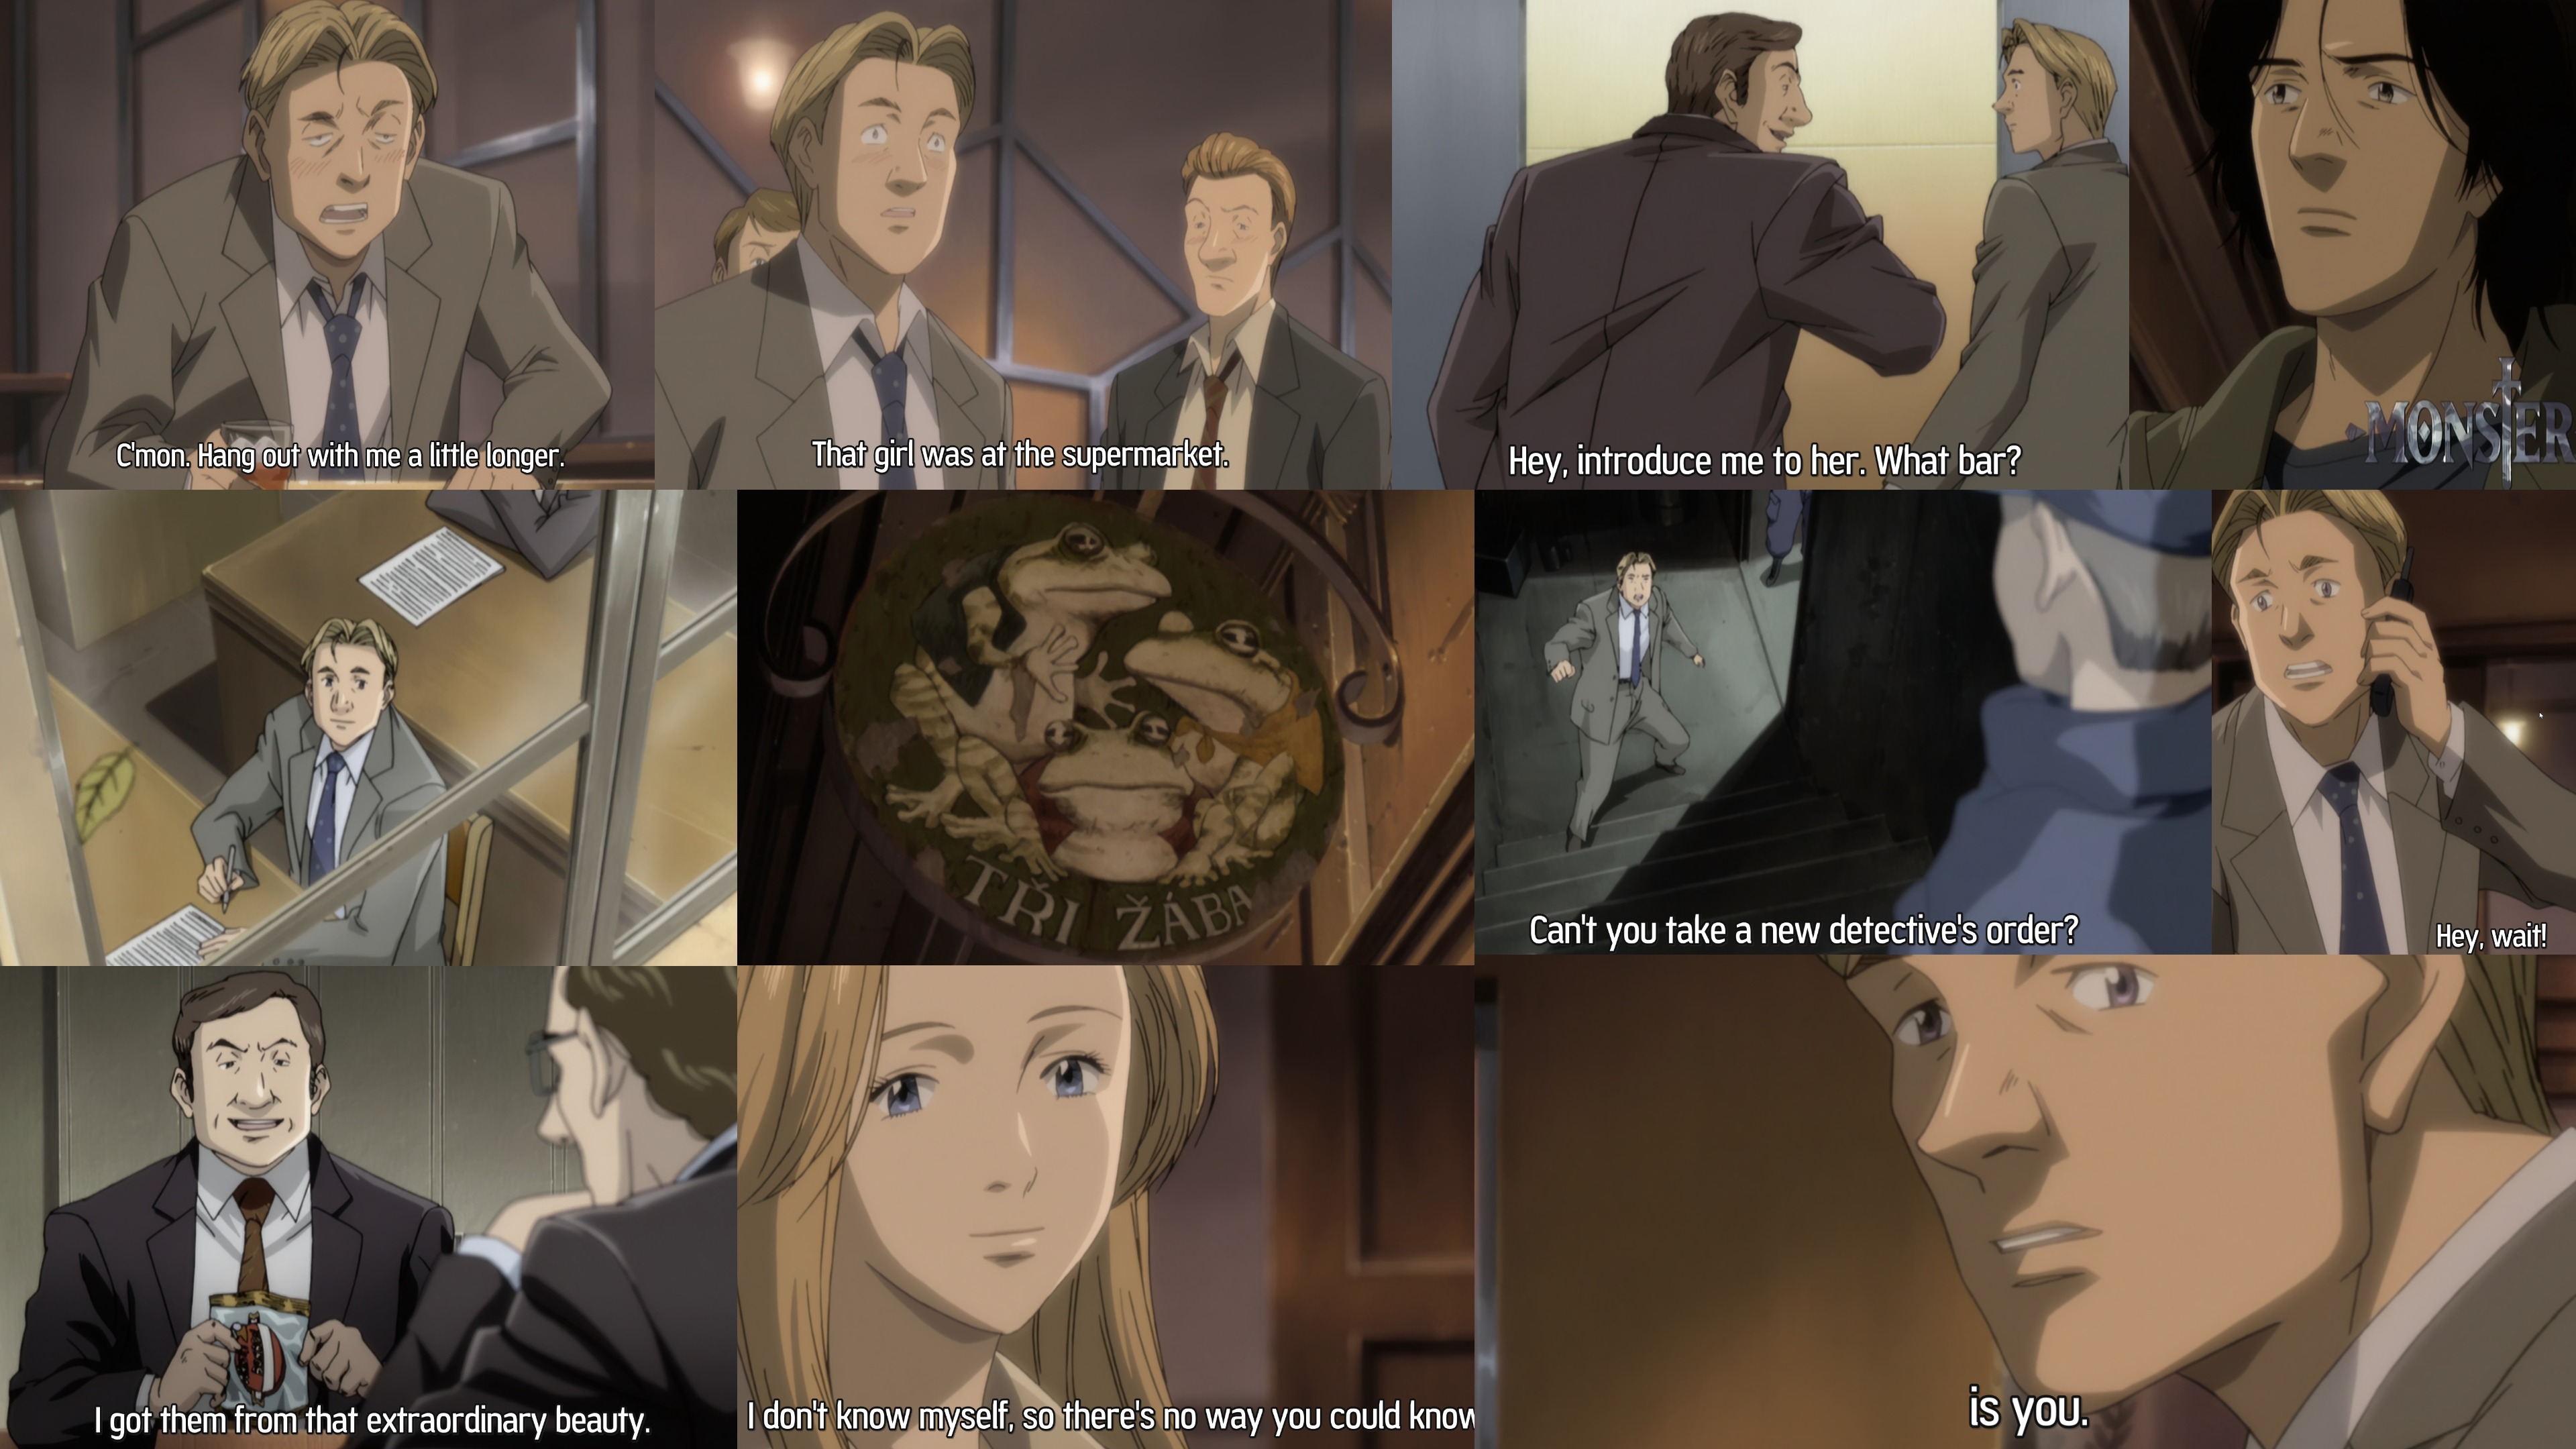 C'mon. Hang out with me a little longer.
That girl was at the supermarket.
Hey, introduce me to her. What bar?
MONSTER
TŘI ŽÁBA
Can't you take a new detective's order?
Hey, wait!
I got them from that extraordinary beauty.
I don't know myself, so there's no way you could know
is you.